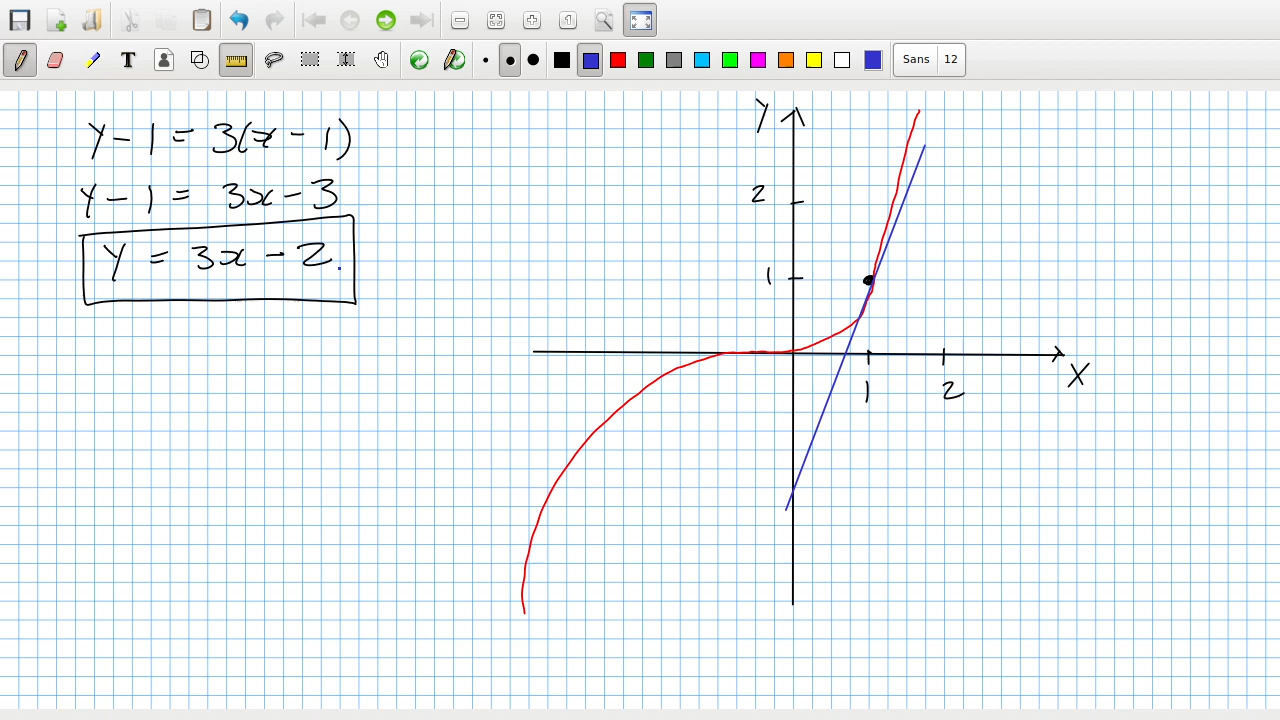 Sans 12
y - 1 = 3(x - 1)
y - 1 = 3x - 3
y = 3x - 2.
y
2
1
1 2
x